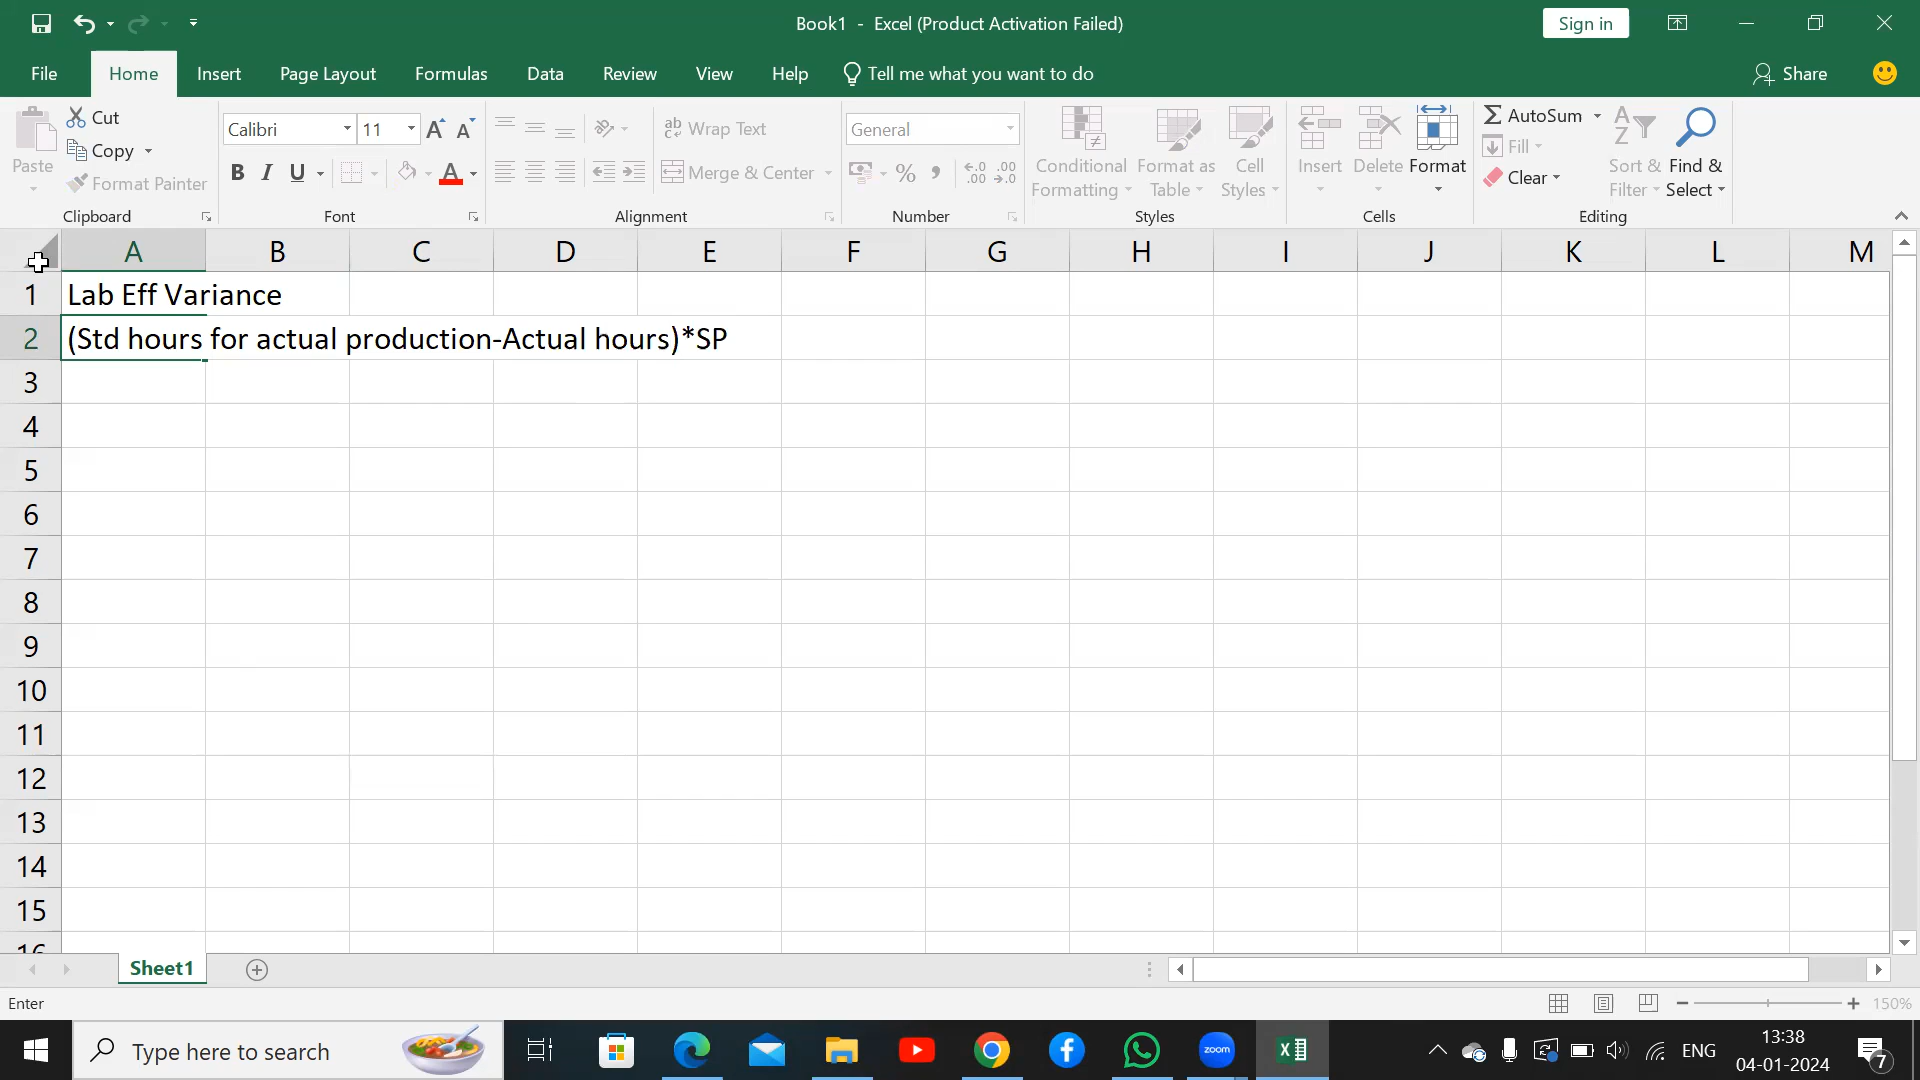 Book1 - Excel (Product Activation Failed)
Sign in
File Home Insert Page Layout Formulas Data Review View Help Tell me what you want to do Share
Paste
Cut
Copy
Format Painter
Clipboard
Calibri 11
B I U A
Font
ab Wrap Text
Merge & Center
Alignment
General
% , .00
Number
Conditional Formatting
Format as Table
Cell Styles
Styles
Insert
Delete
Format
Cells
AutoSum
Fill
Clear
Sort & Filter
Find & Select
Editing
A B C D E F G H I J K L M
1 Lab Eff Variance
2 (Std hours for actual production-Actual hours)*SP
3
4
5
6
7
8
9
10
11
12
13
14
15
16
Sheet1
Enter
150%
Type here to search
zoom
ENG
13:38
04-01-2024
7